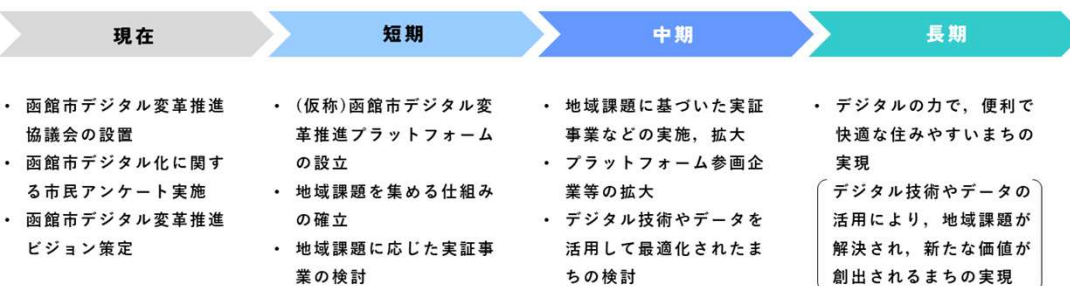 現在
短期
中期
長期
・ 函館市デジタル変革推進
協議会の設置
・ 函館市デジタル化に関す
る市民アンケート実施
・ 函館市デジタル変革推進
ビジョン策定
・ (仮称)函館市デジタル変
革推進プラットフォーム
の設立
・ 地域課題を集める仕組み
の確立
・ 地域課題に応じた実証事
業の検討
・ 地域課題に基づいた実証
事業などの実施，拡大
・ プラットフォーム参画企
業等の拡大
・ デジタル技術やデータを
活用して最適化されたま
ちの検討
・ デジタルの力で，便利で
快適な住みやすいまちの
実現
デジタル技術やデータの
活用により，地域課題が
解決され，新たな価値が
創出されるまちの実現